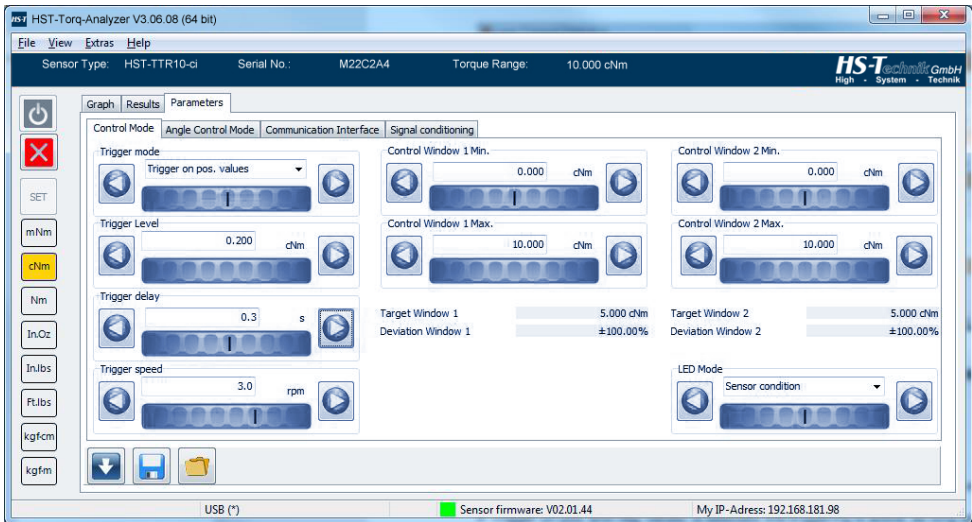 HS-T HST-Torq-Analyzer V3.06.08 (64 bit)
File View Extras Help
Sensor Type: HST-TTR10-ci Serial No.: M22C2A4 Torque Range: 10.000 cNm
HS-Technik GmbH
High - System - Technik
Graph Results Parameters
Control Mode Angle Control Mode Communication Interface Signal conditioning
Trigger mode
Trigger on pos. values
Control Window 1 Min.
0.000 cNm
Control Window 2 Min.
0.000 cNm
Trigger Level
0.200 cNm
Control Window 1 Max.
10.000 cNm
Control Window 2 Max.
10.000 cNm
Trigger delay
0.3 s
Target Window 1 5.000 cNm
Deviation Window 1 ±100.00%
Target Window 2 5.000 cNm
Deviation Window 2 ±100.00%
Trigger speed
3.0 rpm
LED Mode
Sensor condition
SET
mNm
cNm
Nm
In.Oz
In.lbs
Ft.lbs
kgf-cm
kgf-m
USB (*) Sensor firmware: V02.01.44 My IP-Adress: 192.168.181.98